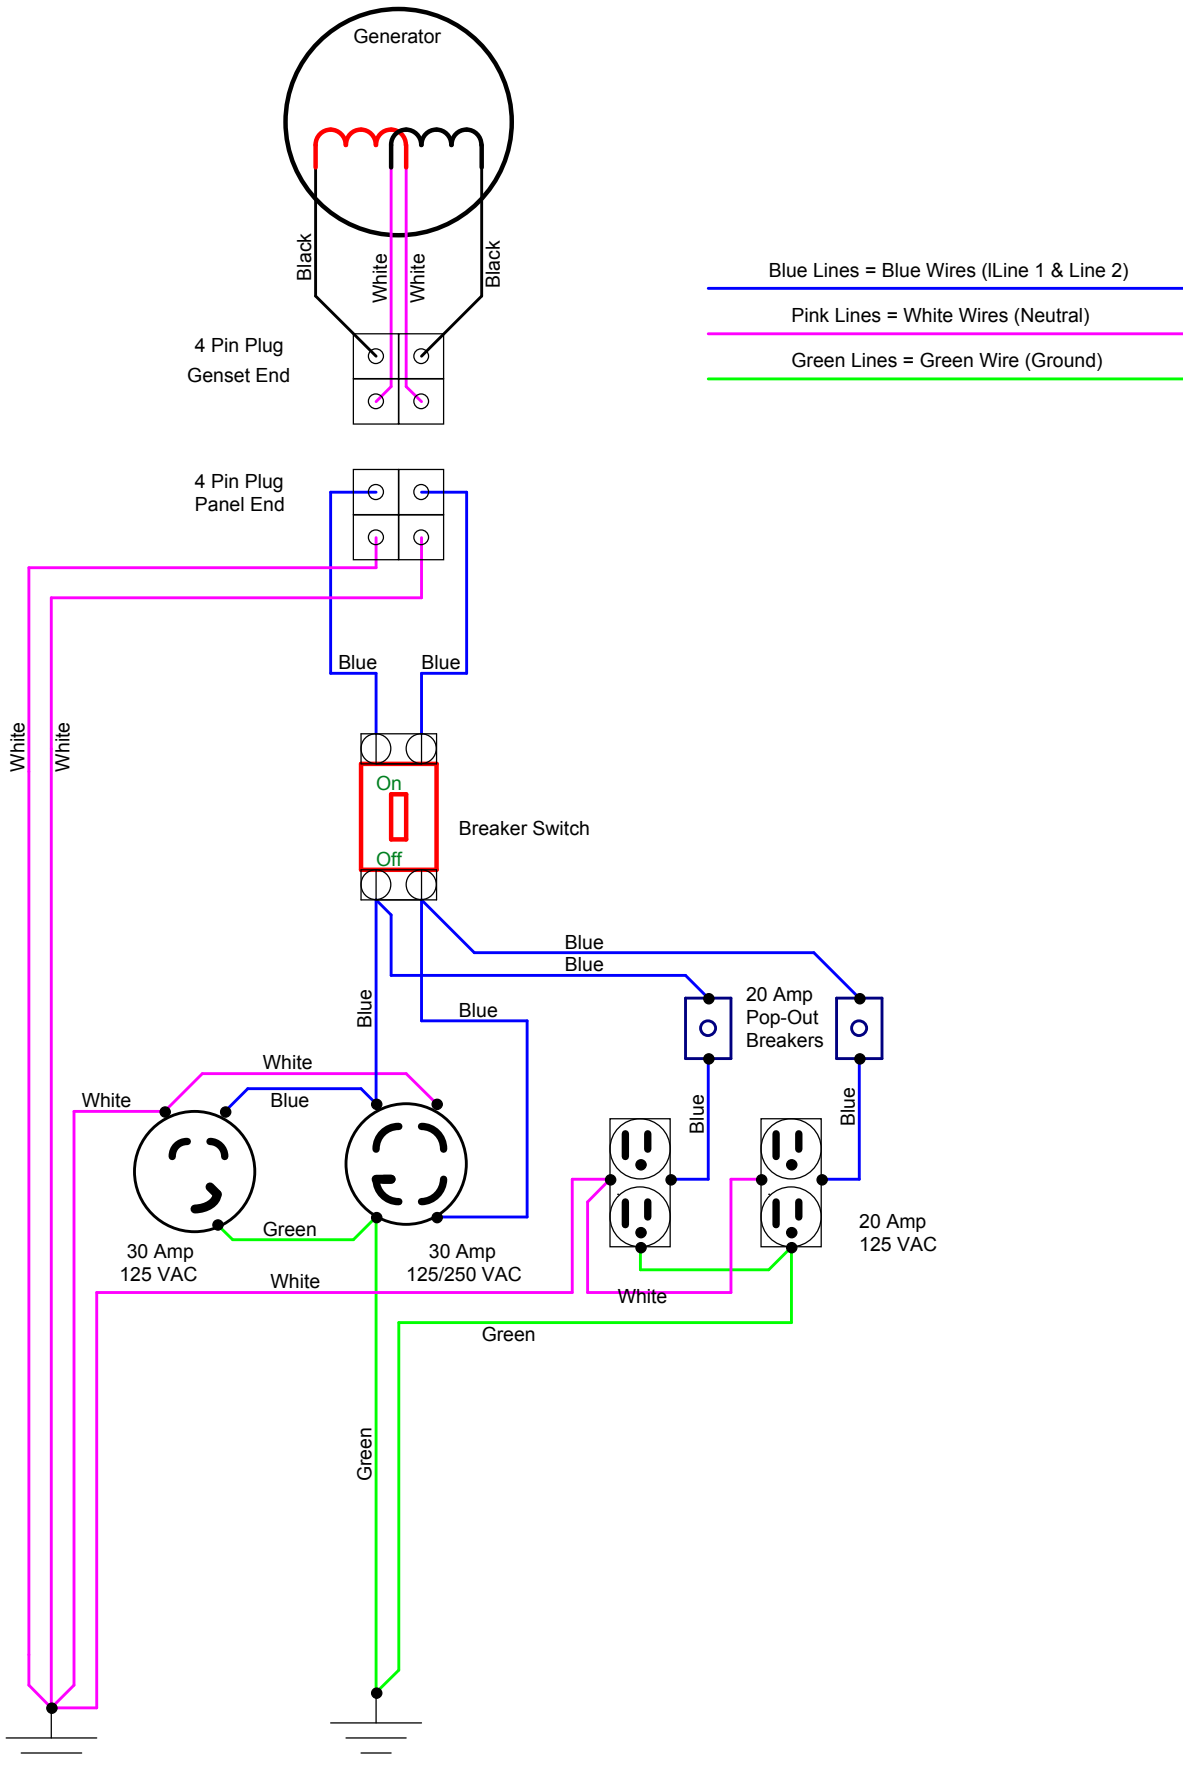 Generator
Black
White
White
Black
Blue Lines = Blue Wires (lLine 1 & Line 2)
Pink Lines = White Wires (Neutral)
Green Lines = Green Wire (Ground)
4 Pin Plug
Genset End
4 Pin Plug
Panel End
Blue
Blue
White
White
On
Off
Breaker Switch
Blue
Blue
Blue
Blue
20 Amp
Pop-Out
Breakers
White
White
Blue
Blue
Blue
Green
30 Amp
125 VAC
30 Amp
125/250 VAC
20 Amp
125 VAC
White
White
Green
Green